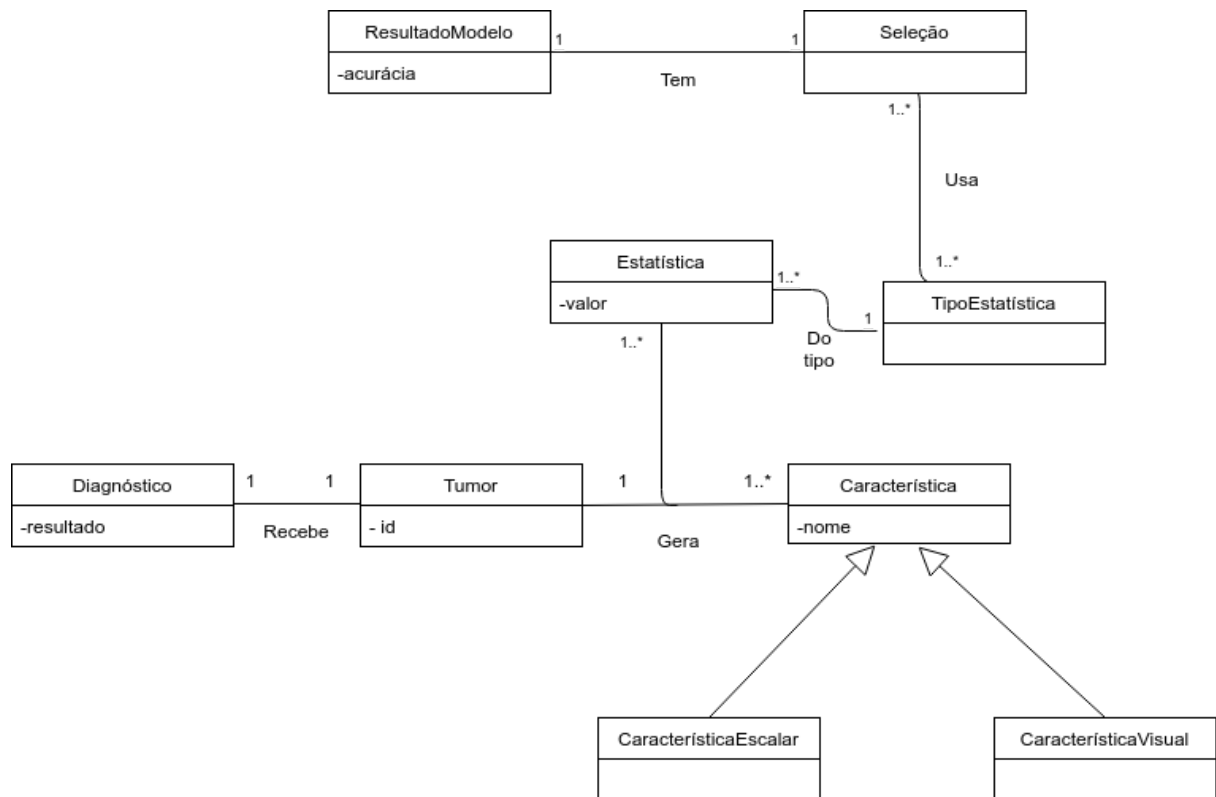 ResultadoModelo
-acurácia
1
1
Tem
Seleção
1..*
Usa
1..*
Estatística
-valor
1..*
1
Do
tipo
TipoEstatística
1..*
Diagnóstico
-resultado
1
1
Recebe
Tumor
- id
1
1..*
Gera
Característica
-nome
CaracterísticaEscalar
CaracterísticaVisual